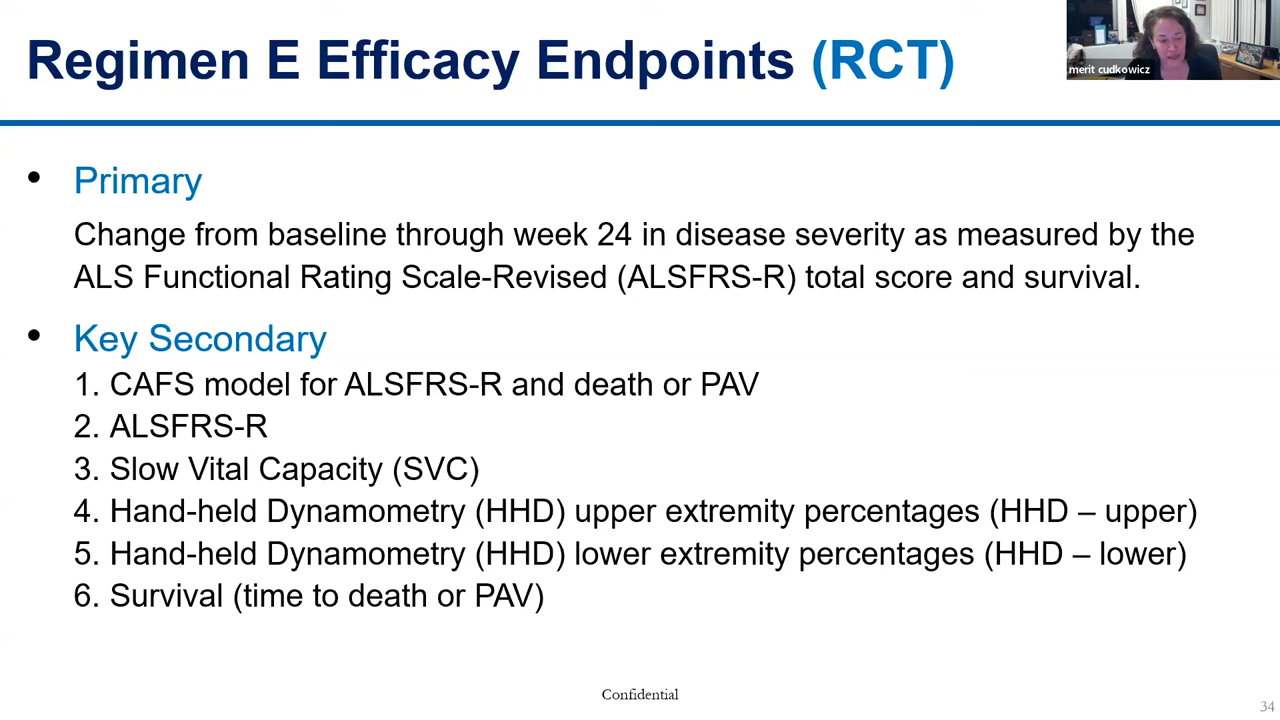 Regimen E Efficacy Endpoints (RCT)
merit cudkowicz
• Primary
Change from baseline through week 24 in disease severity as measured by the
ALS Functional Rating Scale-Revised (ALSFRS-R) total score and survival.
• Key Secondary
1. CAFS model for ALSFRS-R and death or PAV
2. ALSFRS-R
3. Slow Vital Capacity (SVC)
4. Hand-held Dynamometry (HHD) upper extremity percentages (HHD – upper)
5. Hand-held Dynamometry (HHD) lower extremity percentages (HHD – lower)
6. Survival (time to death or PAV)
Confidential
34